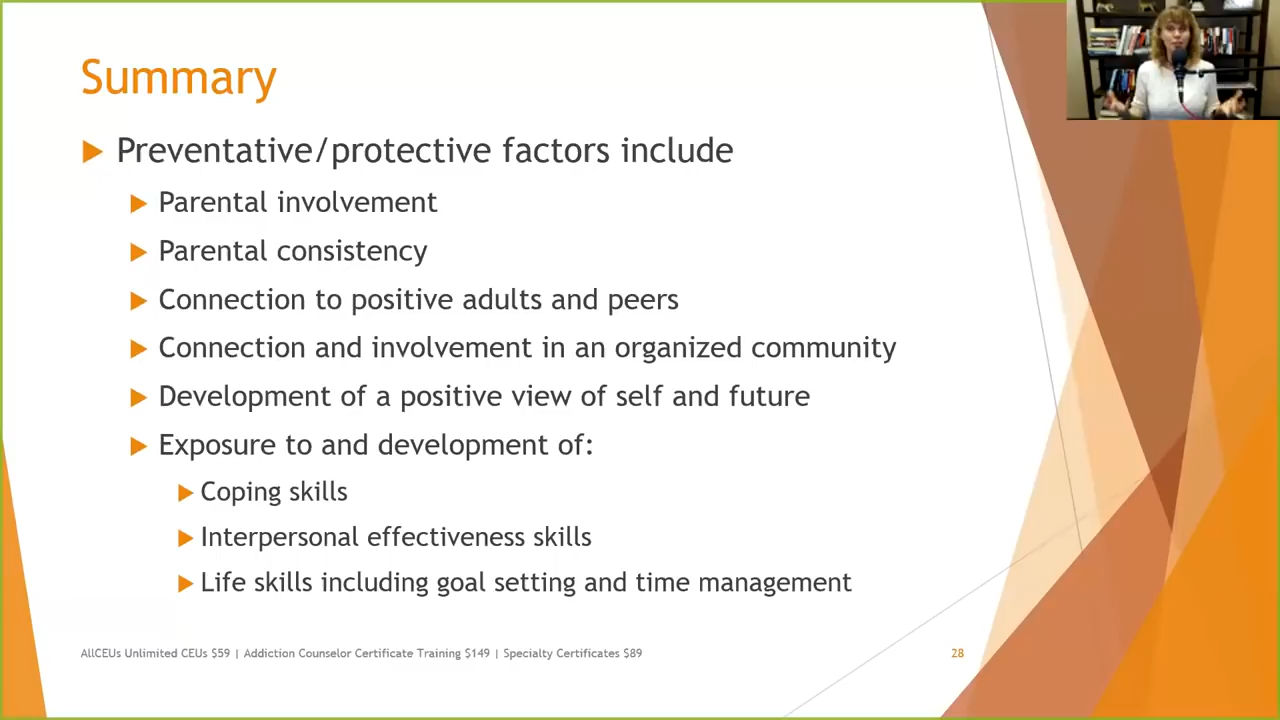 Summary
Preventative/protective factors include
Parental involvement
Parental consistency
Connection to positive adults and peers
Connection and involvement in an organized community
Development of a positive view of self and future
Exposure to and development of:
Coping skills
Interpersonal effectiveness skills
Life skills including goal setting and time management
AllCEUs Unlimited CEUs $59 | Addiction Counselor Certificate Training $149 | Specialty Certificates $89
28